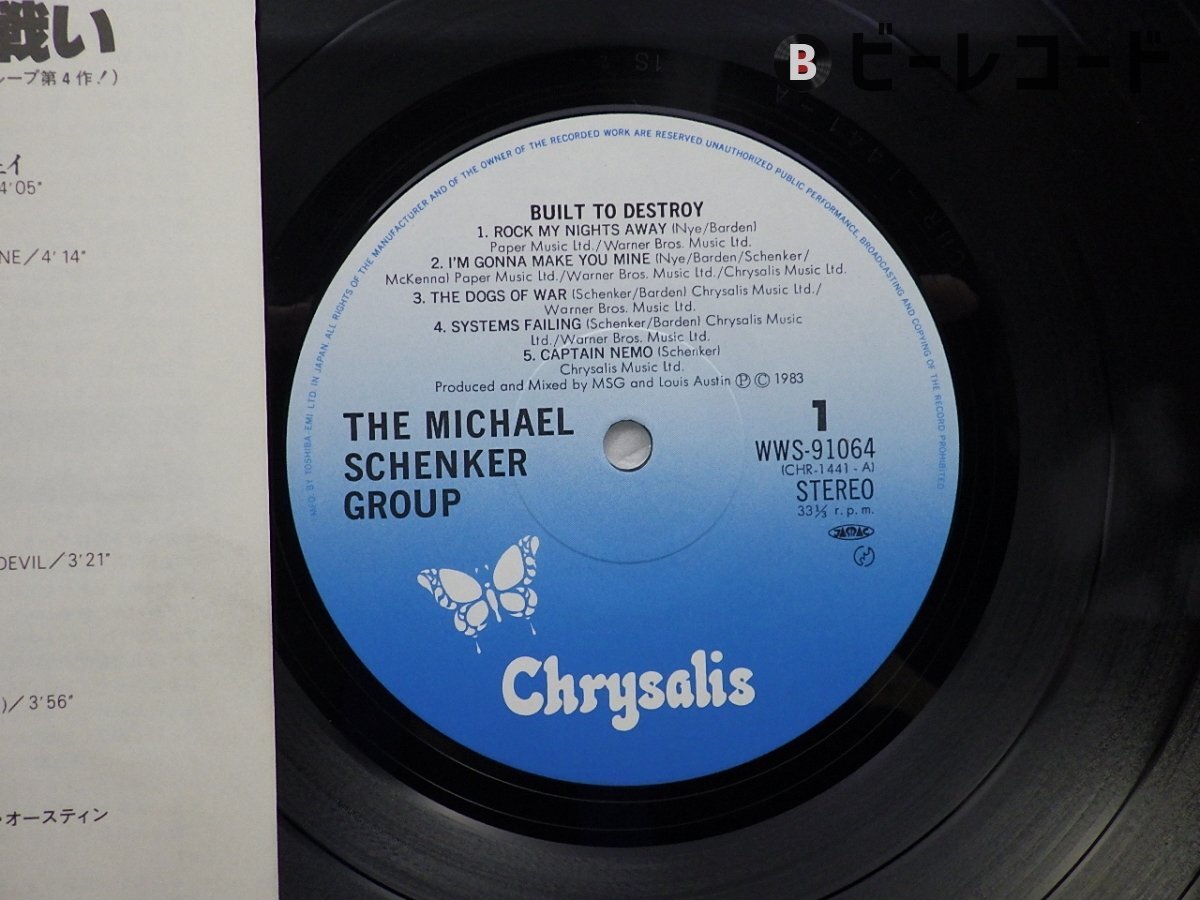 戦い
ループ第4作!)
ェイ
4'05"
NE/4'14"
DEVIL/3'21"
)/3'56"
・オースティン
B ビーレコード
MFD. BY TOSHIBA-EMI LTD. IN JAPAN. ALL RIGHTS OF THE MANUFACTURER AND OF THE OWNER OF THE RECORDED WORK ARE RESERVED UNAUTHORIZED PUBLIC PERFORMANCE, BROADCASTING AND COPYING OF THE RECORD PROHIBITED
BUILT TO DESTROY
1. ROCK MY NIGHTS AWAY (Nye/Barden)
Paper Music Ltd./Warner Bros. Music Ltd.
2. I'M GONNA MAKE YOU MINE (Nye/Barden/Schenker/
McKenna) Paper Music Ltd./Warner Bros. Music Ltd./Chrysalis Music Ltd.
3. THE DOGS OF WAR (Schenker/Barden) Chrysalis Music Ltd./
Warner Bros. Music Ltd.
4. SYSTEMS FAILING (Schenker/Barden) Chrysalis Music
Ltd./Warner Bros. Music Ltd.
5. CAPTAIN NEMO (Schenker)
Chrysalis Music Ltd.
Produced and Mixed by MSG and Louis Austin Ⓟ Ⓒ 1983
THE MICHAEL
SCHENKER
GROUP
1
WWS-91064
(CHR-1441-A)
STEREO
33⅓ r.p.m.
JASRAC
Chrysalis